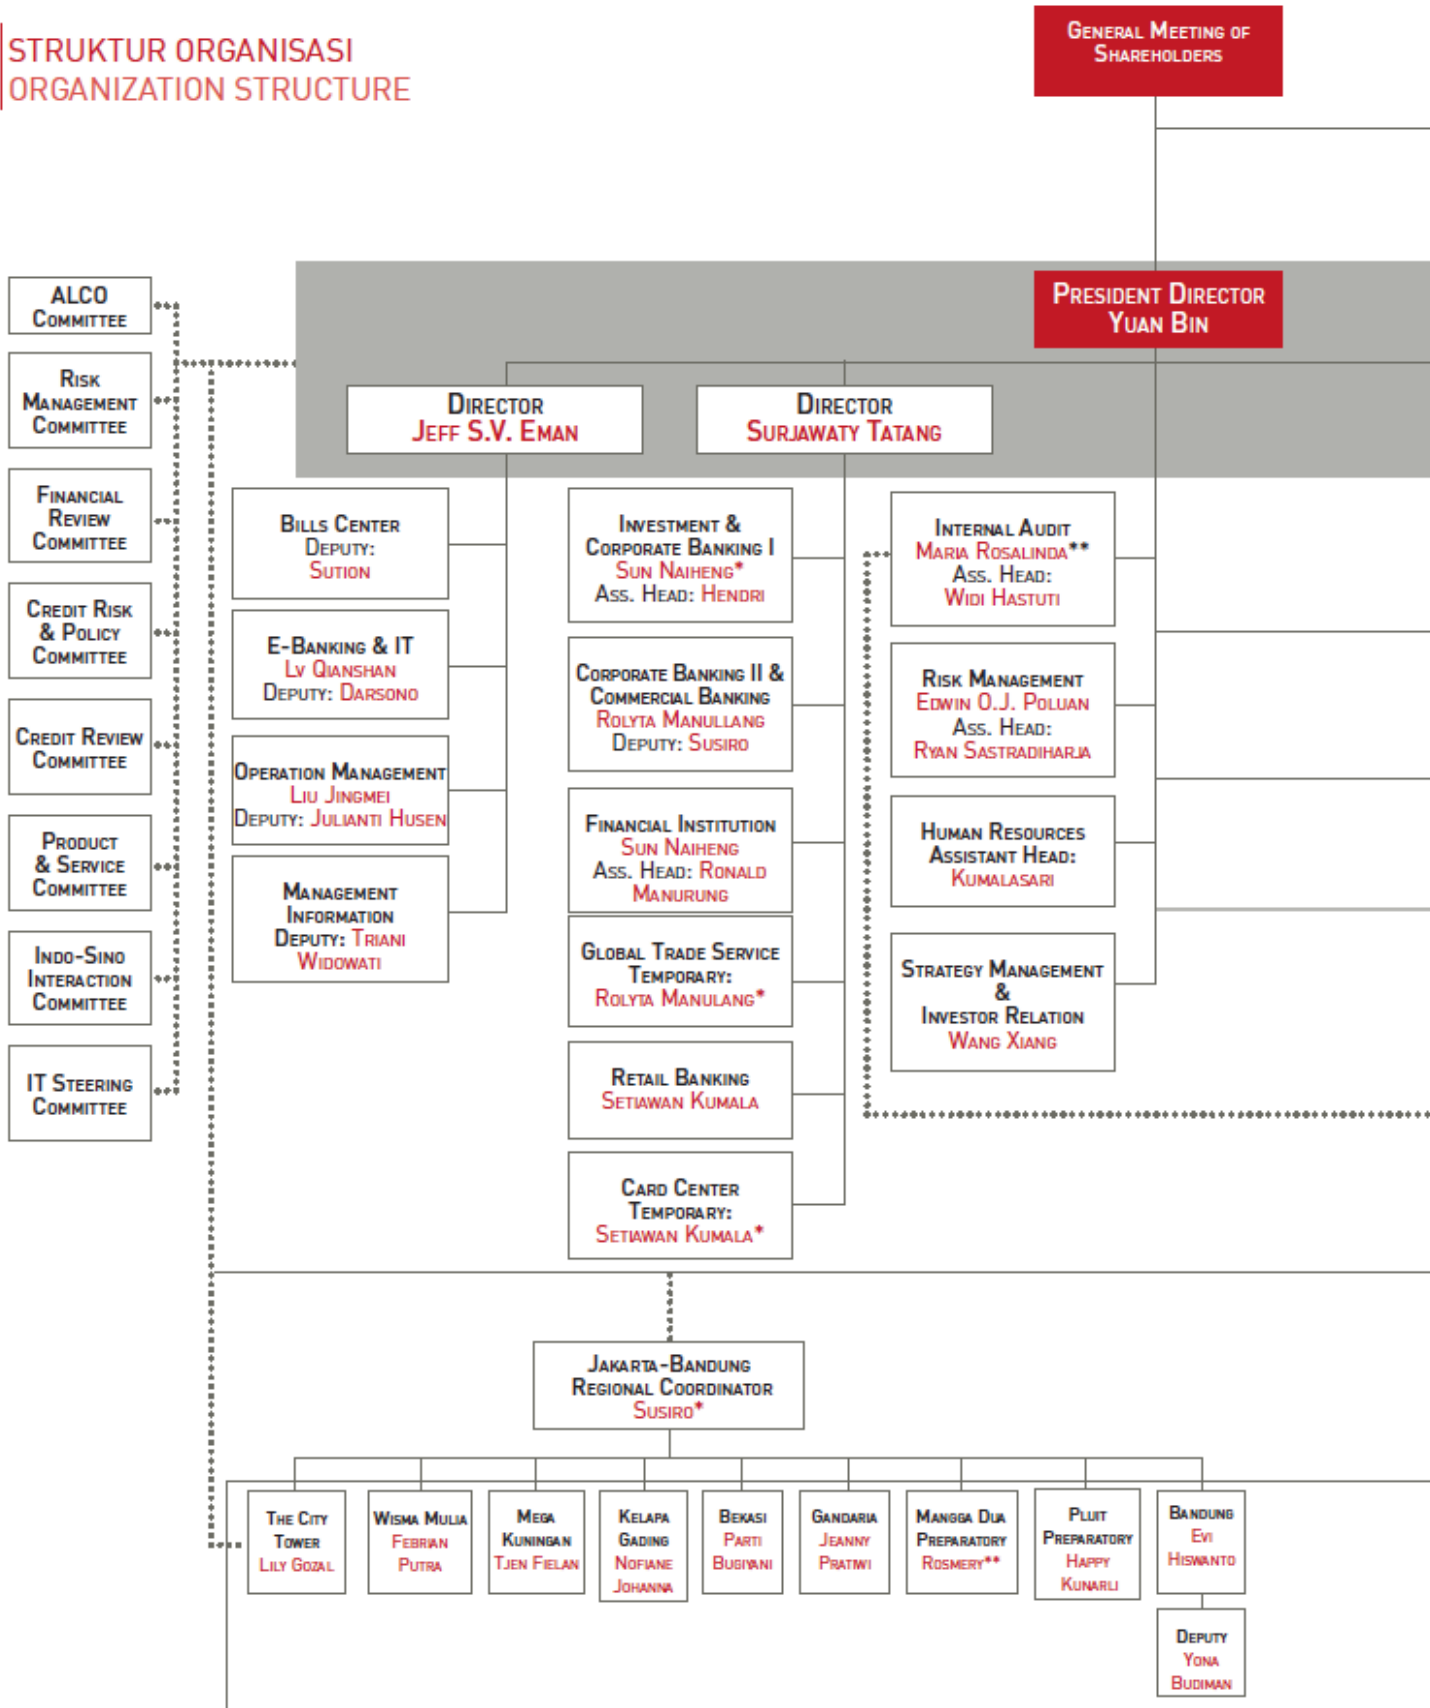 STRUKTUR ORGANISASI
ORGANIZATION STRUCTURE
GENERAL MEETING OF
SHAREHOLDERS
PRESIDENT DIRECTOR
YUAN BIN
ALCO
COMMITTEE
RISK
MANAGEMENT
COMMITTEE
FINANCIAL
REVIEW
COMMITTEE
CREDIT RISK
& POLICY
COMMITTEE
CREDIT REVIEW
COMMITTEE
PRODUCT
& SERVICE
COMMITTEE
INDO-SINO
INTERACTION
COMMITTEE
IT STEERING
COMMITTEE
DIRECTOR
JEFF S.V. EMAN
DIRECTOR
SURJAWATY TATANG
BILLS CENTER
DEPUTY:
SUTION
E-BANKING & IT
LV QIANSHAN
DEPUTY: DARSONO
OPERATION MANAGEMENT
LIU JINGMEI
DEPUTY: JULIANTI HUSEN
MANAGEMENT
INFORMATION
DEPUTY: TRIANI
WIDOWATI
INVESTMENT &
CORPORATE BANKING I
SUN NAIHENG*
ASS. HEAD: HENDRI
CORPORATE BANKING II &
COMMERCIAL BANKING
ROLYTA MANULLANG
DEPUTY: SUSIRO
FINANCIAL INSTITUTION
SUN NAIHENG
ASS. HEAD: RONALD
MANURUNG
GLOBAL TRADE SERVICE
TEMPORARY:
ROLYTA MANULANG*
RETAIL BANKING
SETIAWAN KUMALA
CARD CENTER
TEMPORARY:
SETIAWAN KUMALA*
INTERNAL AUDIT
MARIA ROSALINDA**
ASS. HEAD:
WIDI HASTUTI
RISK MANAGEMENT
EDWIN O.J. POLUAN
ASS. HEAD:
RYAN SASTRADIHARJA
HUMAN RESOURCES
ASSISTANT HEAD:
KUMALASARI
STRATEGY MANAGEMENT
&
INVESTOR RELATION
WANG XIANG
JAKARTA-BANDUNG
REGIONAL COORDINATOR
SUSIRO*
THE CITY
TOWER
LILY GOZAL
WISMA MULIA
FEBRIAN
PUTRA
MEGA
KUNINGAN
TJEN FIELAN
KELAPA
GADING
NOFIANE
JOHANNA
BEKASI
PARTI
BUGIYANI
GANDARIA
JEANNY
PRATIWI
MANGGA DUA
PREPARATORY
ROSMERY**
PLUIT
PREPARATORY
HAPPY
KUNARLI
BANDUNG
EVI
HISWANTO
DEPUTY
YONA
BUDIMAN